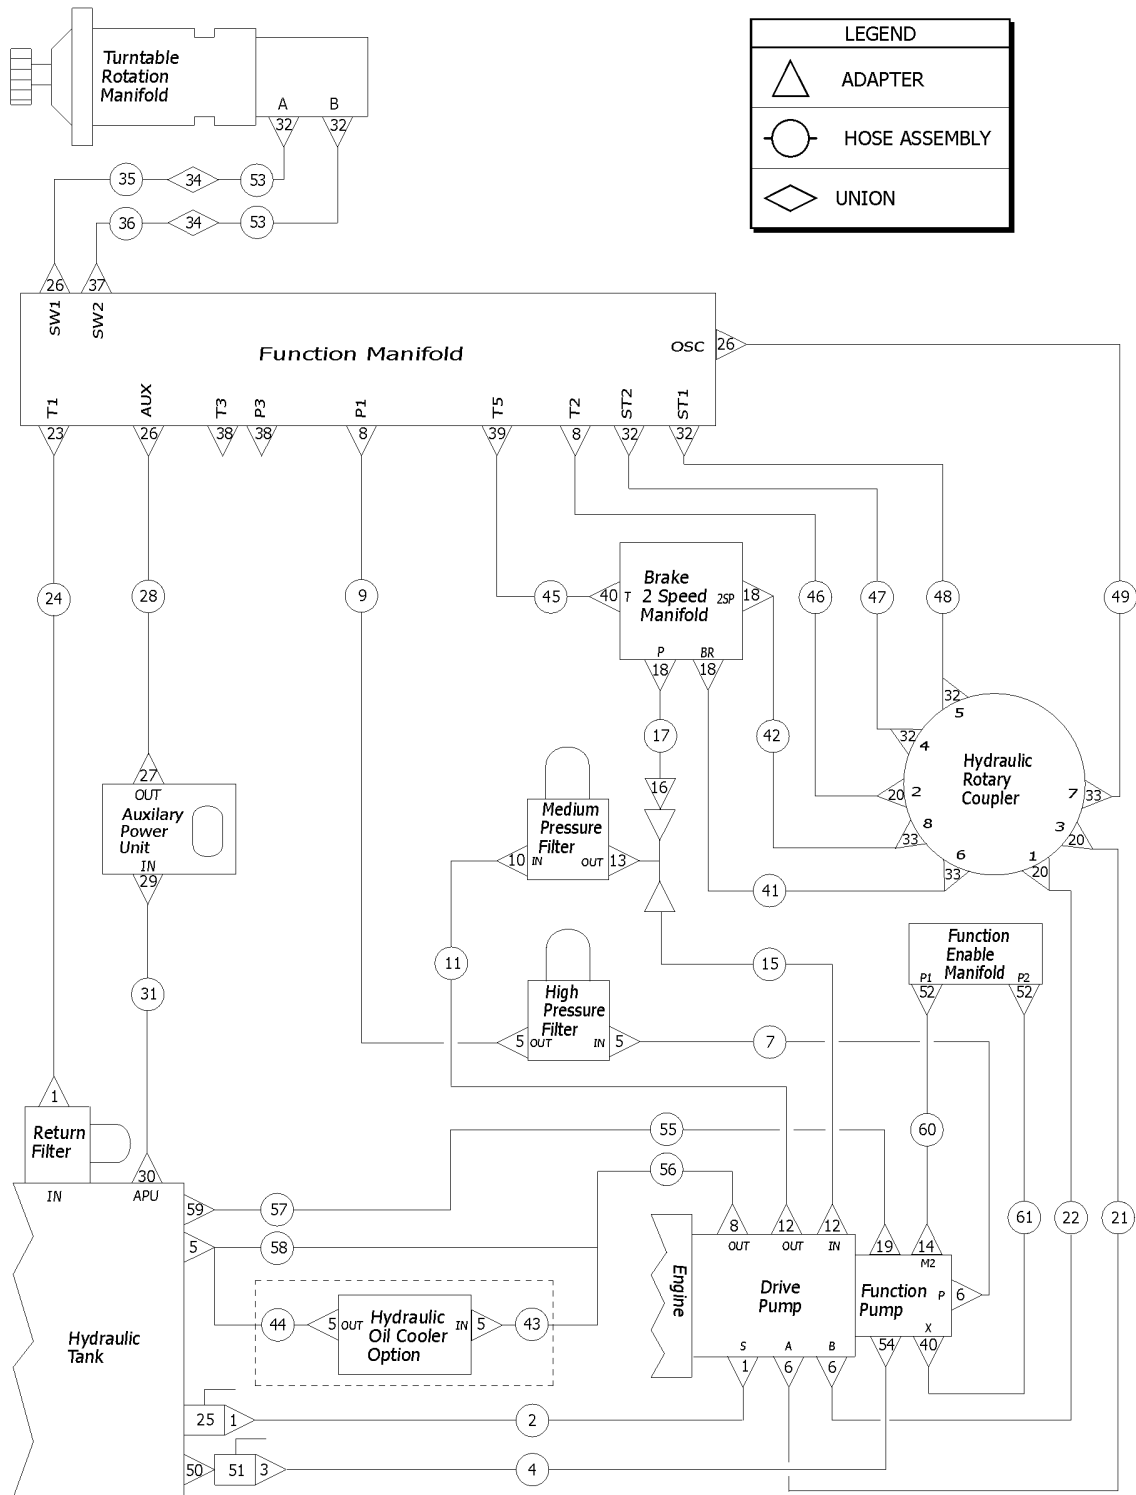 LEGEND
ADAPTER
HOSE ASSEMBLY
UNION
Turntable
Rotation
Manifold
A B
32 32
35 34 53
36 34 53
26 37
SW1 SW2
Function Manifold
OSC 26
T1 AUX T3 P3 P1 T5 T2 ST2 ST1
23 26 38 38 8 39 8 32 32
24 28 9 45 46 47 48 49
Brake
2 Speed
Manifold
40 T 2SP 18
P BR
18 18
17 42
16
Hydraulic
Rotary
Coupler
32 5
32 4
20 2
7 33
33 8
3 20
33 6
1 20
27
OUT
Auxilary
Power
Unit
IN
29
Medium
Pressure
Filter
10 IN OUT 13
41
11 15
31
High
Pressure
Filter
5 OUT IN 5
7
Function
Enable
Manifold
P1 P2
52 52
1
Return
Filter
IN
30
APU
55 60
56
59 57
5 58
61 22 21
8 12 12
OUT OUT IN
19 14
M2
Engine
Drive
Pump
Function
Pump
P 6
X
S A B
1 6 6
54 40
44 5 OUT Hydraulic
Oil Cooler
Option
IN 5 43
Hydraulic
Tank
25 1 2
50 51 3 4